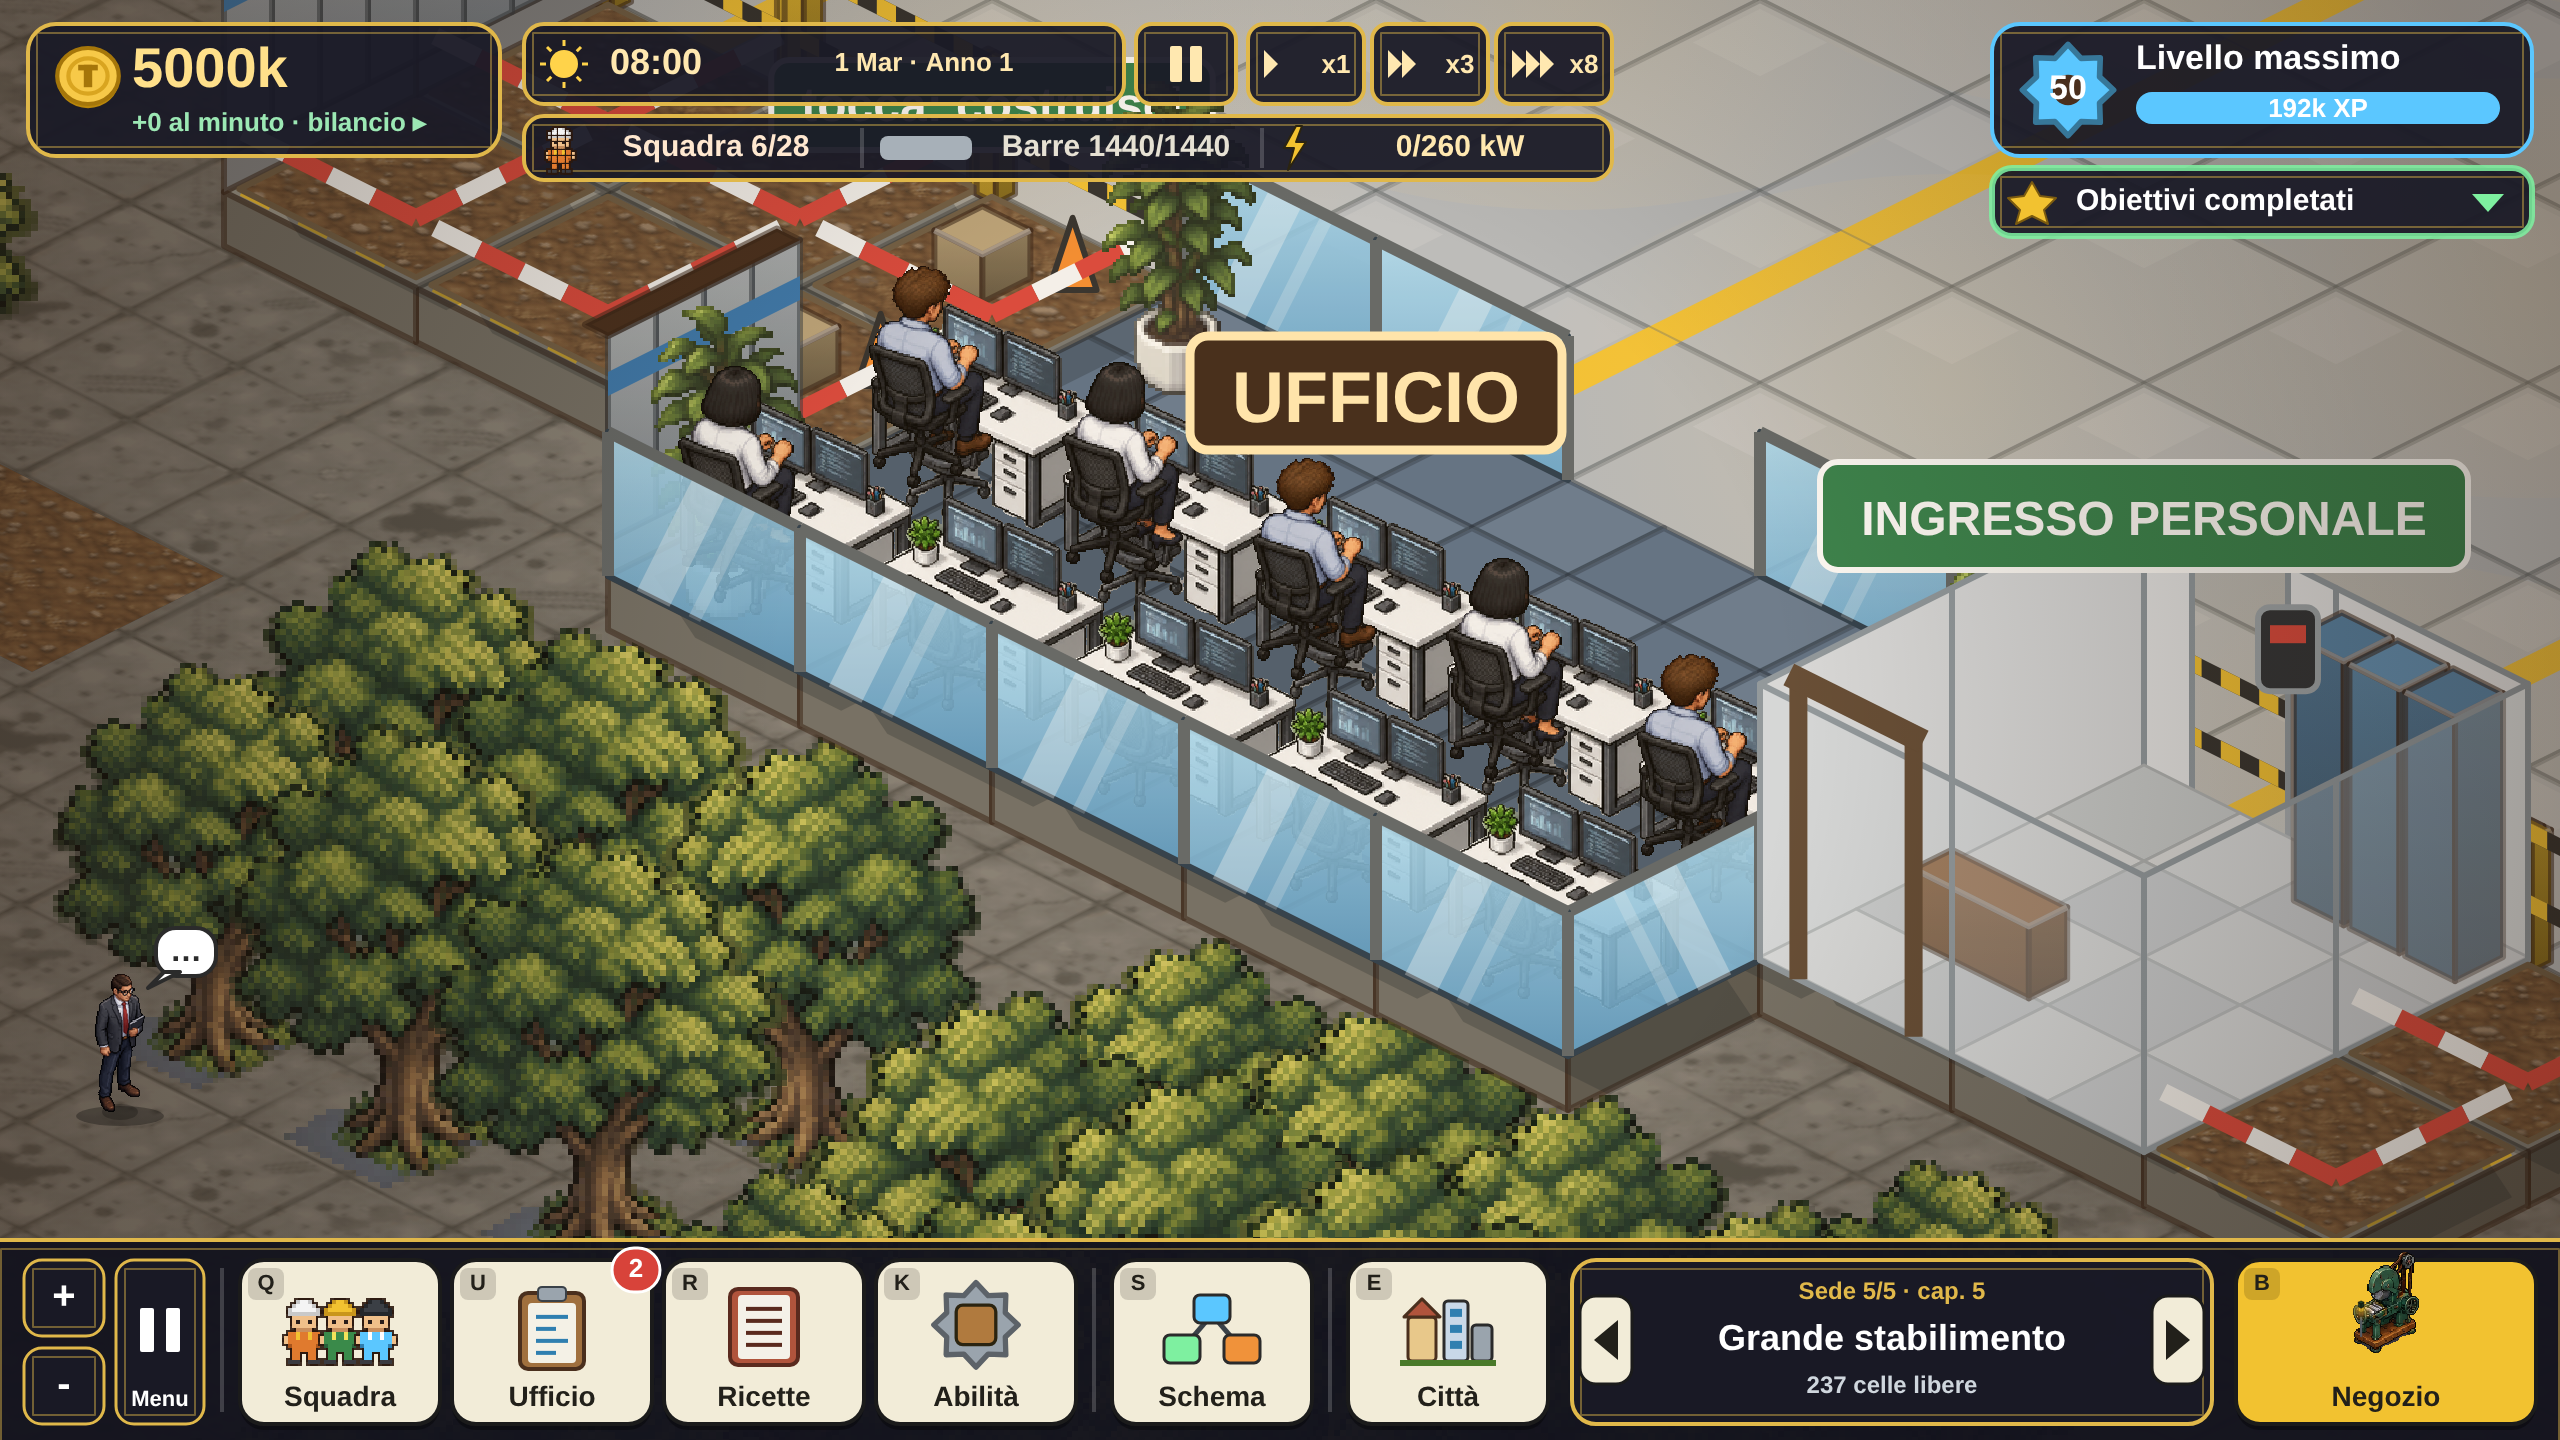 5000k
+0 al minuto · bilancio ▸
08:00
1 Mar · Anno 1
x1
x3
x8
Squadra 6/28
Barre 1440/1440
0/260 kW
50
Livello massimo
192k XP
Obiettivi completati
UFFICIO
INGRESSO PERSONALE
...
+
-
Menu
Q
Squadra
U
2
Ufficio
R
Ricette
K
Abilità
S
Schema
E
Città
Sede 5/5 · cap. 5
Grande stabilimento
237 celle libere
B
Negozio